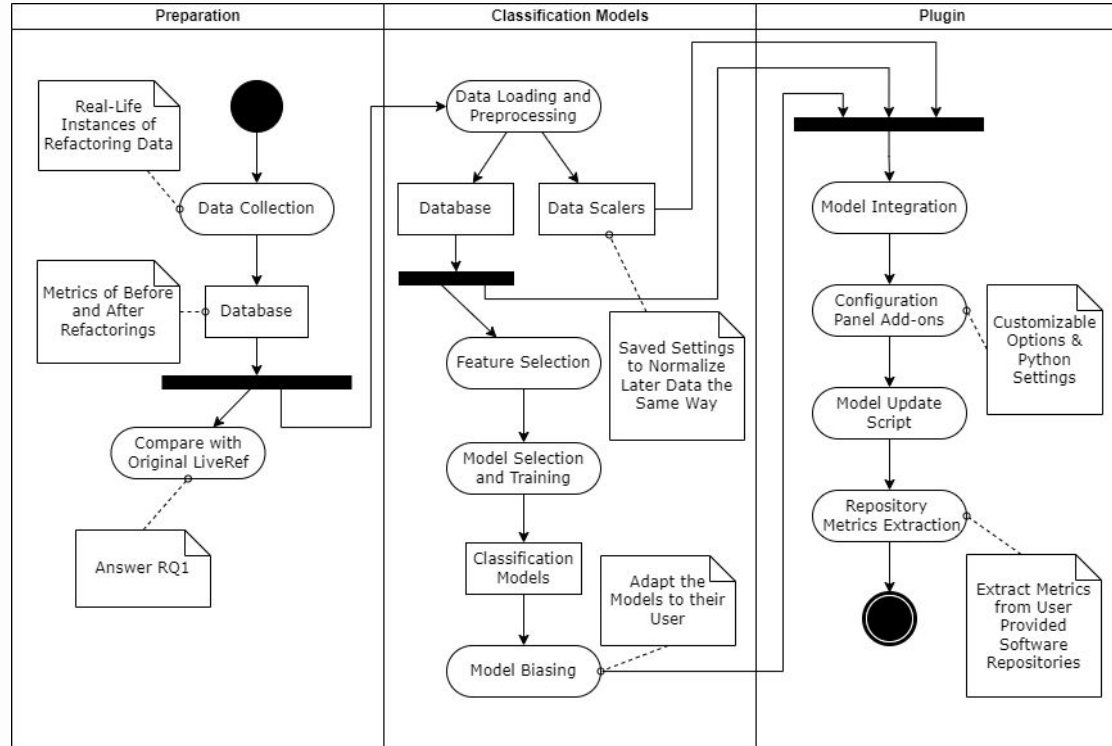 Preparation
Classification Models
Plugin
Real-Life
Instances of
Refactoring Data
Data Collection
Metrics of Before
and After
Refactorings
Database
Compare with
Original LiveRef
Answer RQ1
Data Loading and
Preprocessing
Database
Data Scalers
Saved Settings
to Normalize
Later Data the
Same Way
Feature Selection
Model Selection
and Training
Classification
Models
Adapt the
Models to their
User
Model Biasing
Model Integration
Configuration
Panel Add-ons
Customizable
Options &
Python
Settings
Model Update
Script
Repository
Metrics Extraction
Extract Metrics
from User
Provided
Software
Repositories